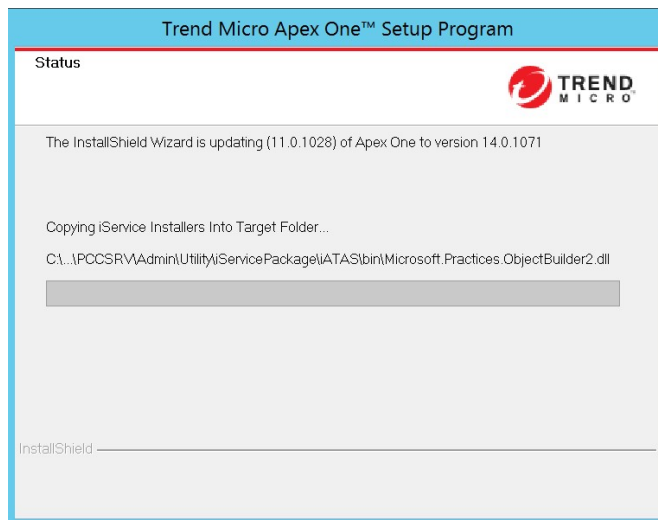 Trend Micro Apex One™ Setup Program
Status
TREND
MICRO
The InstallShield Wizard is updating (11.0.1028) of Apex One to version 14.0.1071
Copying iService Installers Into Target Folder...
C:\...\PCCSRV\Admin\Utility\iServicePackage\iATAS\bin\Microsoft.Practices.ObjectBuilder2.dll
InstallShield